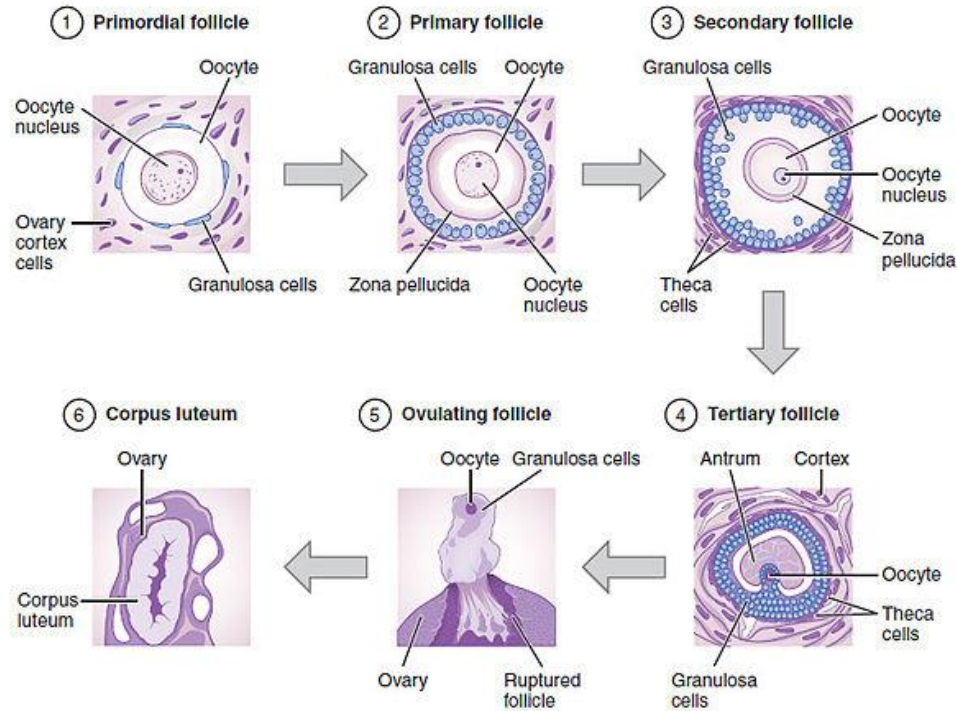 1 Primordial follicle
Oocyte
Oocyte
nucleus
Ovary
cortex
cells
Granulosa cells
2 Primary follicle
Granulosa cells
Oocyte
Zona pellucida
Oocyte
nucleus
3 Secondary follicle
Granulosa cells
Oocyte
Oocyte
nucleus
Zona
pellucida
Theca
cells
6 Corpus luteum
Ovary
Corpus
luteum
5 Ovulating follicle
Oocyte
Granulosa cells
Ovary
Ruptured
follicle
4 Tertiary follicle
Antrum
Cortex
Oocyte
Theca
cells
Granulosa
cells